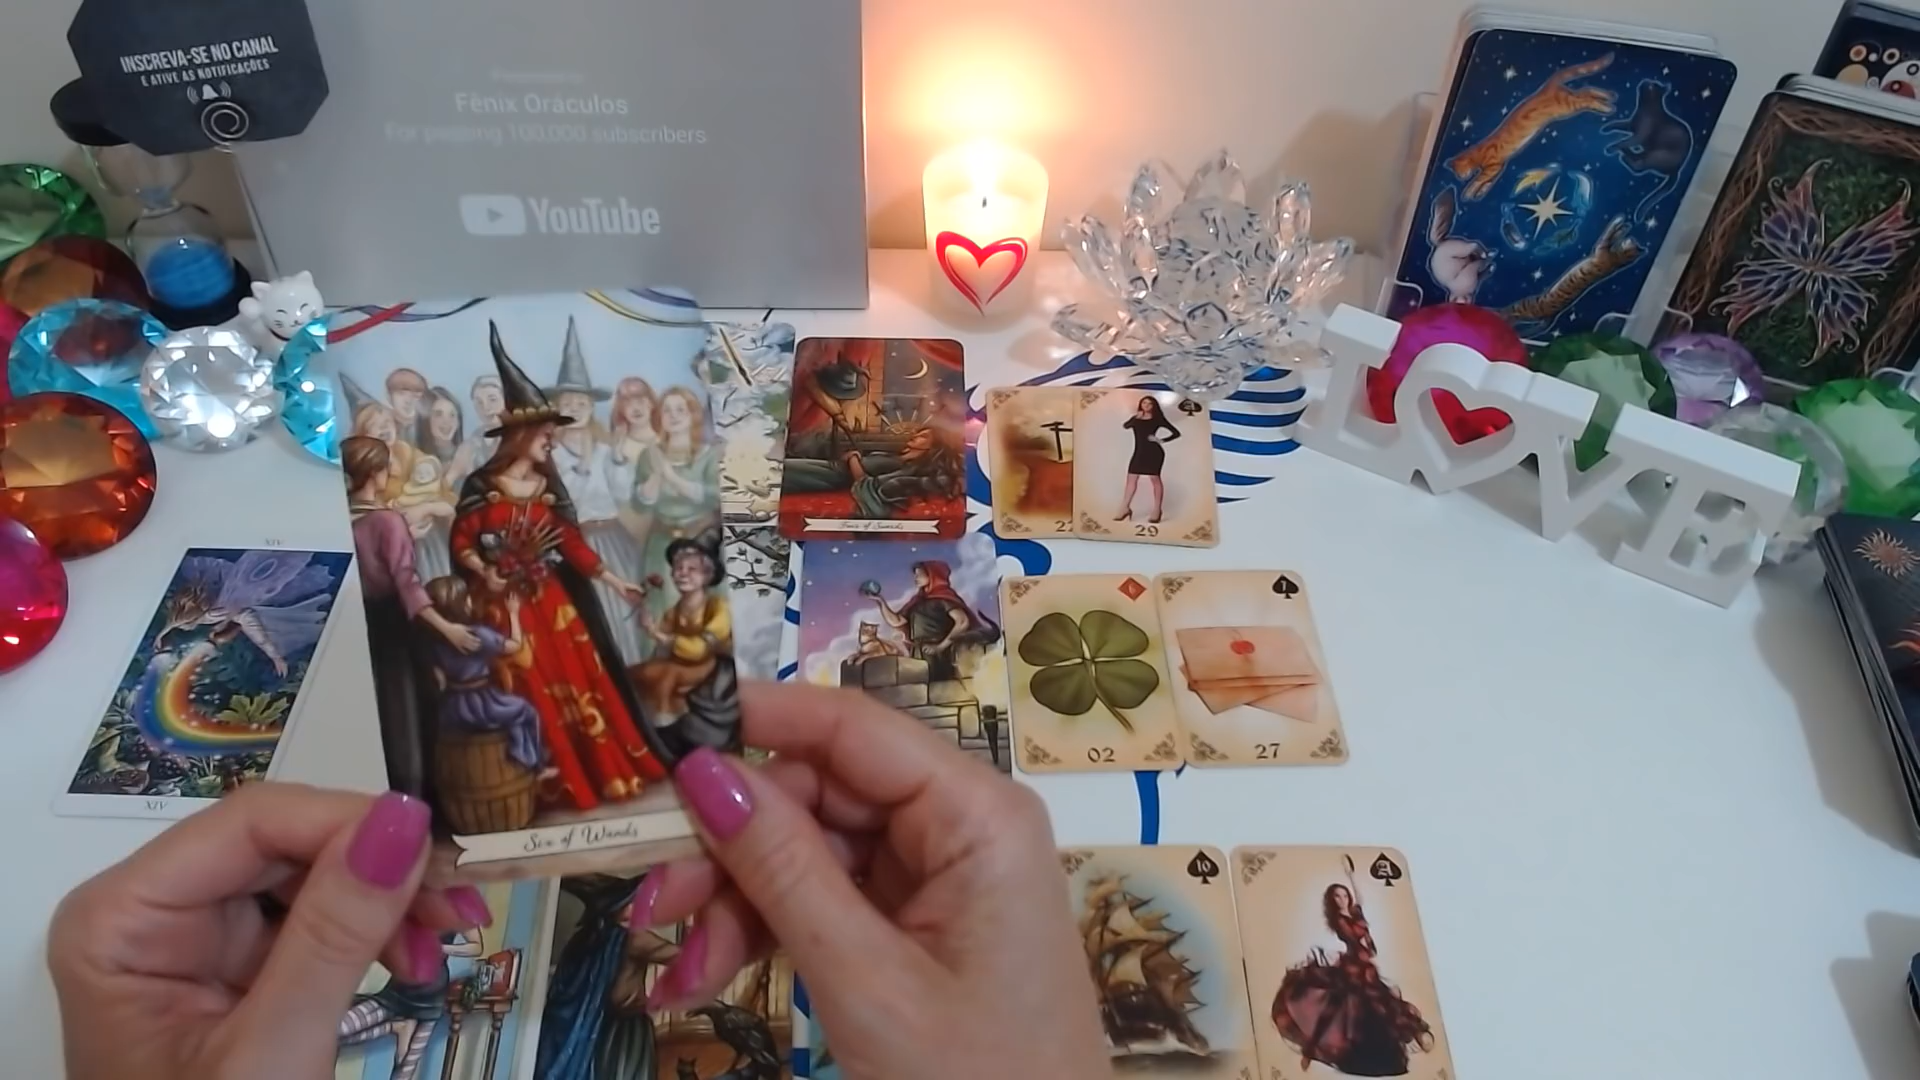 INSCREVA-SE NO CANAL
E ATIVE AS NOTIFICAÇÕES
Fênix Oráculos
For passing 100.000 subscribers
YouTube
LOVE
29
XIV
02
27
XIV
Six of Wands
10